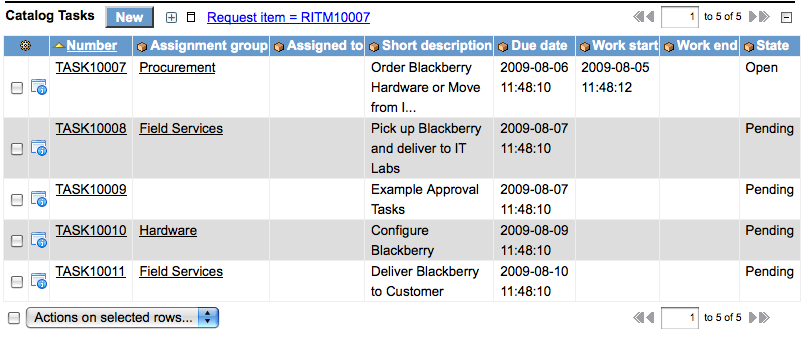 Catalog Tasks New Request item = RITM10007 1 to 5 of 5
Number Assignment group Assigned to Short description Due date Work start Work end State
TASK10007 Procurement Order Blackberry 2009-08-06 2009-08-05 Open
Hardware or Move 11:48:10 11:48:12
from I...
TASK10008 Field Services Pick up Blackberry 2009-08-07 Pending
and deliver to IT 11:48:10
Labs
TASK10009 Example Approval 2009-08-07 Pending
Tasks 11:48:10
TASK10010 Hardware Configure 2009-08-09 Pending
Blackberry 11:48:10
TASK10011 Field Services Deliver Blackberry 2009-08-10 Pending
to Customer 11:48:10
Actions on selected rows... 1 to 5 of 5